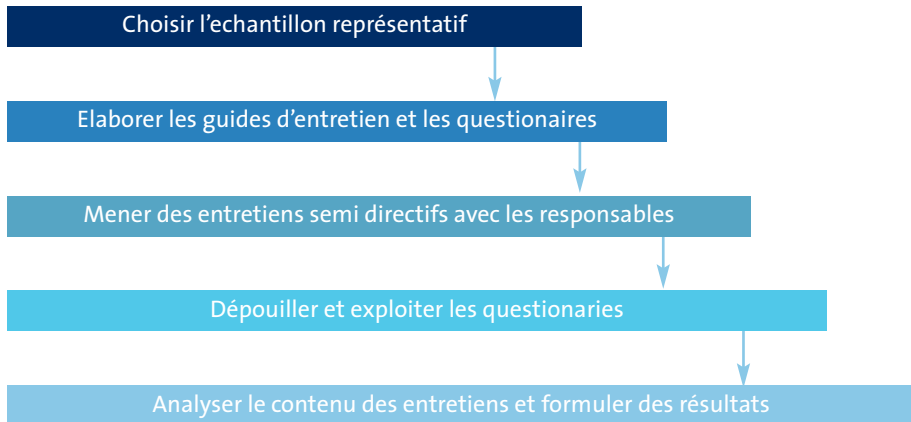 Choisir l’echantillon représentatif
Elaborer les guides d’entretien et les questionaires
Mener des entretiens semi directifs avec les responsables
Dépouiller et exploiter les questionaries
Analyser le contenu des entretiens et formuler des résultats